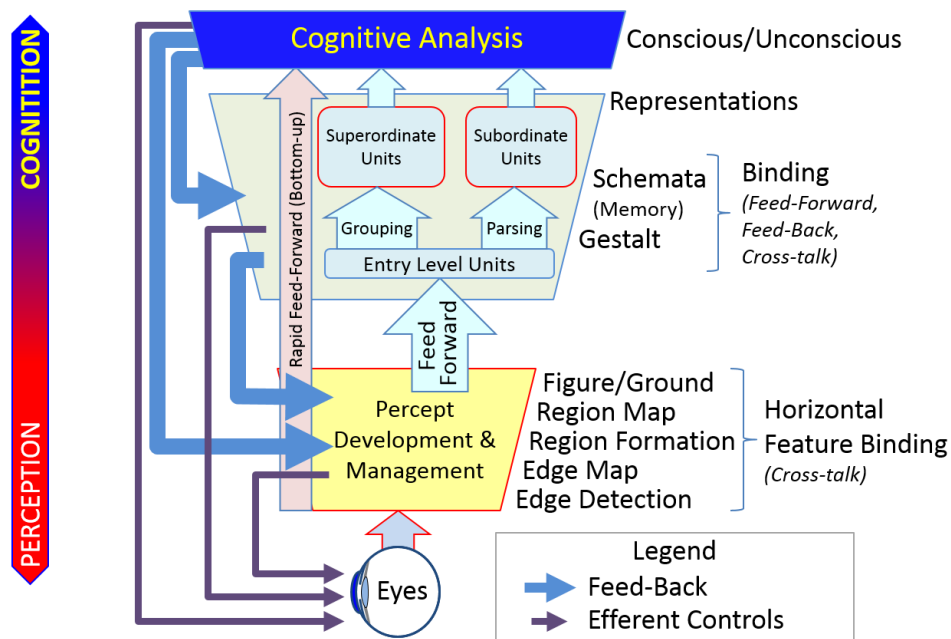 COGNITITION
PERCEPTION
Cognitive Analysis
Conscious/Unconscious
Representations
Superordinate
Units
Subordinate
Units
Grouping
Parsing
Entry Level Units
Schemata
(Memory)
Gestalt
Binding
(Feed-Forward,
Feed-Back,
Cross-talk)
Rapid Feed-Forward (Bottom-up)
Feed
Forward
Percept
Development &
Management
Figure/Ground
Region Map
Region Formation
Edge Map
Edge Detection
Horizontal
Feature Binding
(Cross-talk)
Eyes
Legend
Feed-Back
Efferent Controls